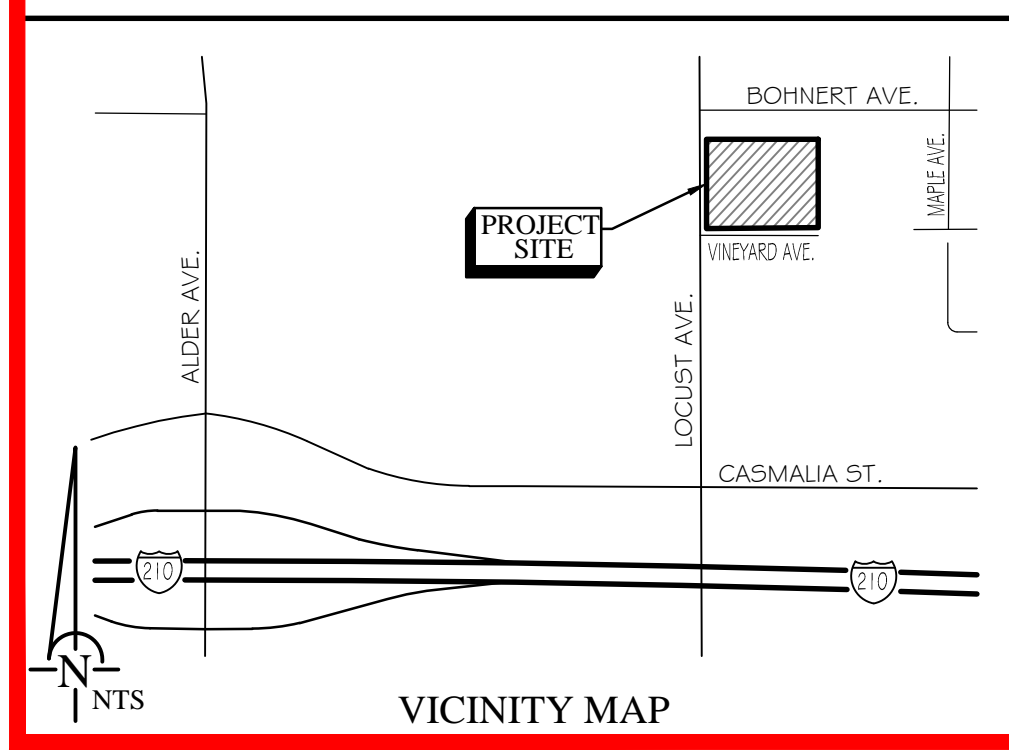 BOHNERT AVE.
MAPLE AVE.
PROJECT
SITE
VINEYARD AVE.
ALDER AVE.
LOCUST AVE.
CASMALIA ST.
210
210
N
NTS
VICINITY MAP